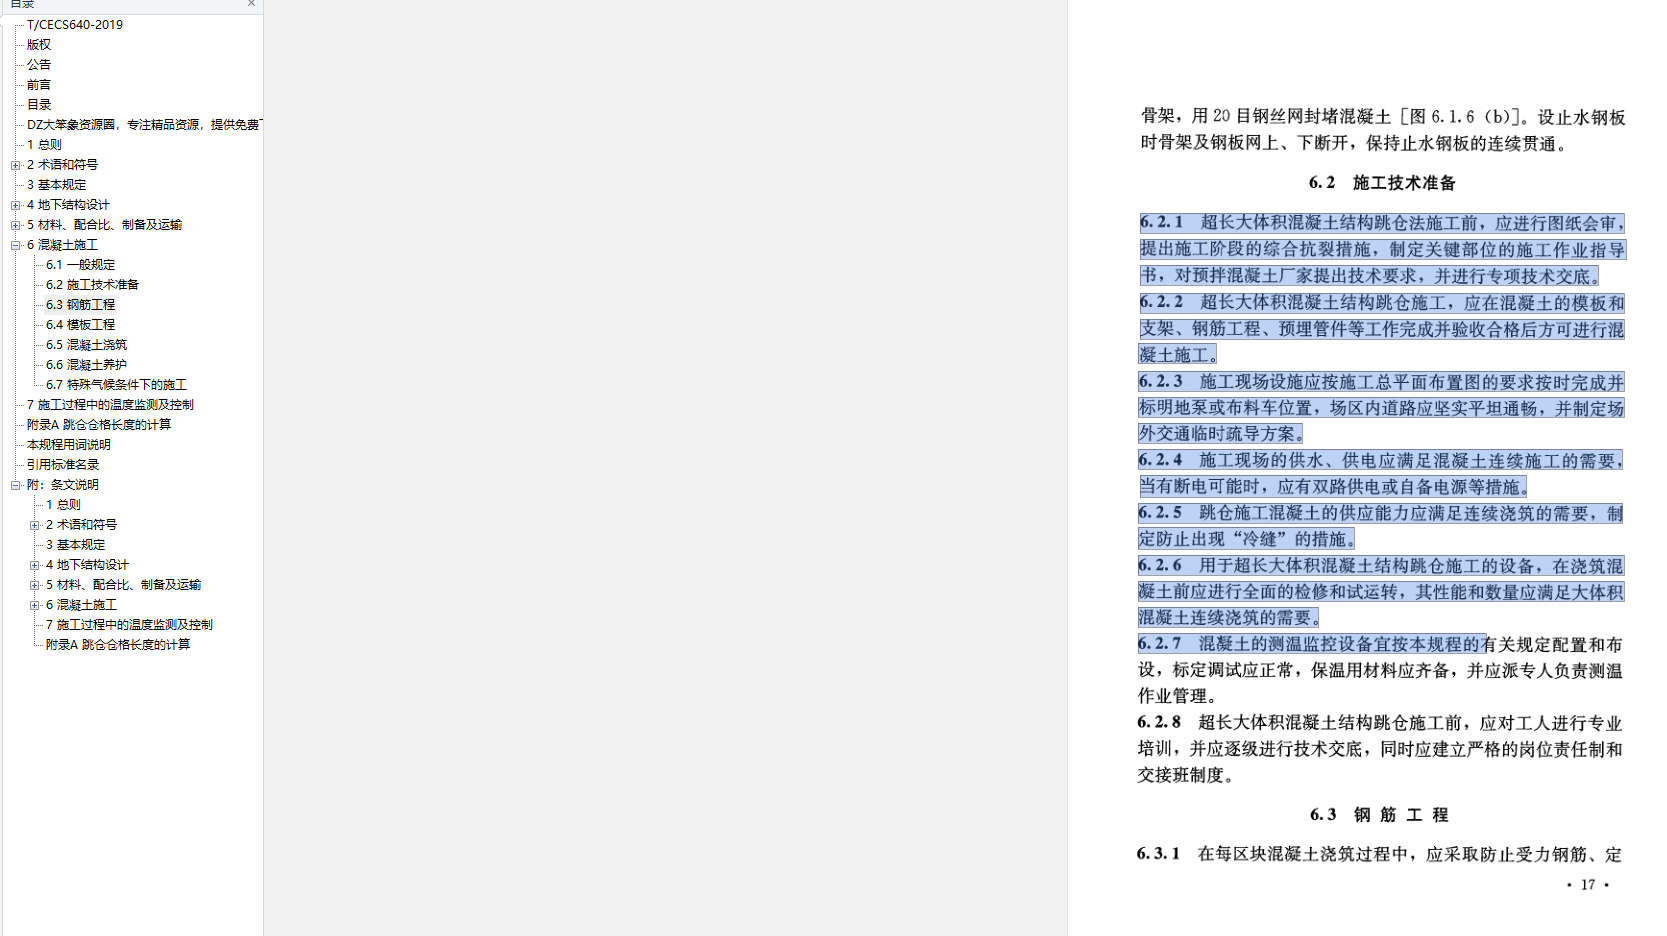 目录
T/CECS640-2019
版权
公告
前言
目录
DZ大笨象资源圈，专注精品资源，提供免费
1 总则
2 术语和符号
3 基本规定
4 地下结构设计
5 材料、配合比、制备及运输
6 混凝土施工
6.1 一般规定
6.2 施工技术准备
6.3 钢筋工程
6.4 模板工程
6.5 混凝土浇筑
6.6 混凝土养护
6.7 特殊气候条件下的施工
7 施工过程中的温度监测及控制
附录A 跳仓仓格长度的计算
本规程用词说明
引用标准名录
附：条文说明
1 总则
2 术语和符号
3 基本规定
4 地下结构设计
5 材料、配合比、制备及运输
6 混凝土施工
7 施工过程中的温度监测及控制
附录A 跳仓仓格长度的计算
骨架，用 20 目钢丝网封堵混凝土［图 6.1.6（b）］。设止水钢板
时骨架及钢板网上、下断开，保持止水钢板的连续贯通。
6.2 施工技术准备
6.2.1 超长大体积混凝土结构跳仓法施工前，应进行图纸会审，
提出施工阶段的综合抗裂措施，制定关键部位的施工作业指导
书，对预拌混凝土厂家提出技术要求，并进行专项技术交底。
6.2.2 超长大体积混凝土结构跳仓施工，应在混凝土的模板和
支架、钢筋工程、预埋管件等工作完成并验收合格后方可进行混
凝土施工。
6.2.3 施工现场设施应按施工总平面布置图的要求按时完成并
标明地泵或布料车位置，场区内道路应坚实平坦通畅，并制定场
外交通临时疏导方案。
6.2.4 施工现场的供水、供电应满足混凝土连续施工的需要，
当有断电可能时，应有双路供电或自备电源等措施。
6.2.5 跳仓施工混凝土的供应能力应满足连续浇筑的需要，制
定防止出现“冷缝”的措施。
6.2.6 用于超长大体积混凝土结构跳仓施工的设备，在浇筑混
凝土前应进行全面的检修和试运转，其性能和数量应满足大体积
混凝土连续浇筑的需要。
6.2.7 混凝土的测温监控设备宜按本规程的有关规定配置和布
设，标定调试应正常，保温用材料应齐备，并应派专人负责测温
作业管理。
6.2.8 超长大体积混凝土结构跳仓施工前，应对工人进行专业
培训，并应逐级进行技术交底，同时应建立严格的岗位责任制和
交接班制度。
6.3 钢 筋 工 程
6.3.1 在每区块混凝土浇筑过程中，应采取防止受力钢筋、定
· 17 ·